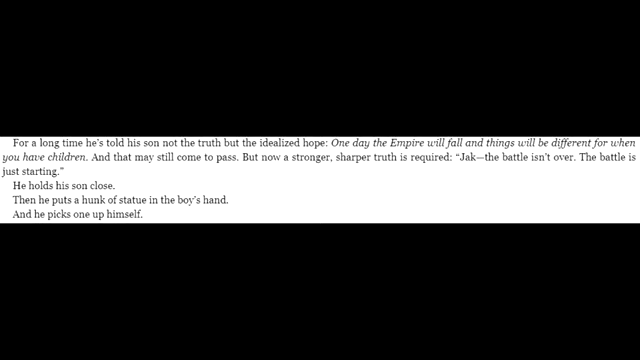 For a long time he's told his son not the truth but the idealized hope: One day the Empire will fall and things will be different for when
you have children. And that may still come to pass. But now a stronger, sharper truth is required: “Jak—the battle isn't over. The battle is
just starting.”
He holds his son close.
Then he puts a hunk of statue in the boy's hand.
And he picks one up himself.